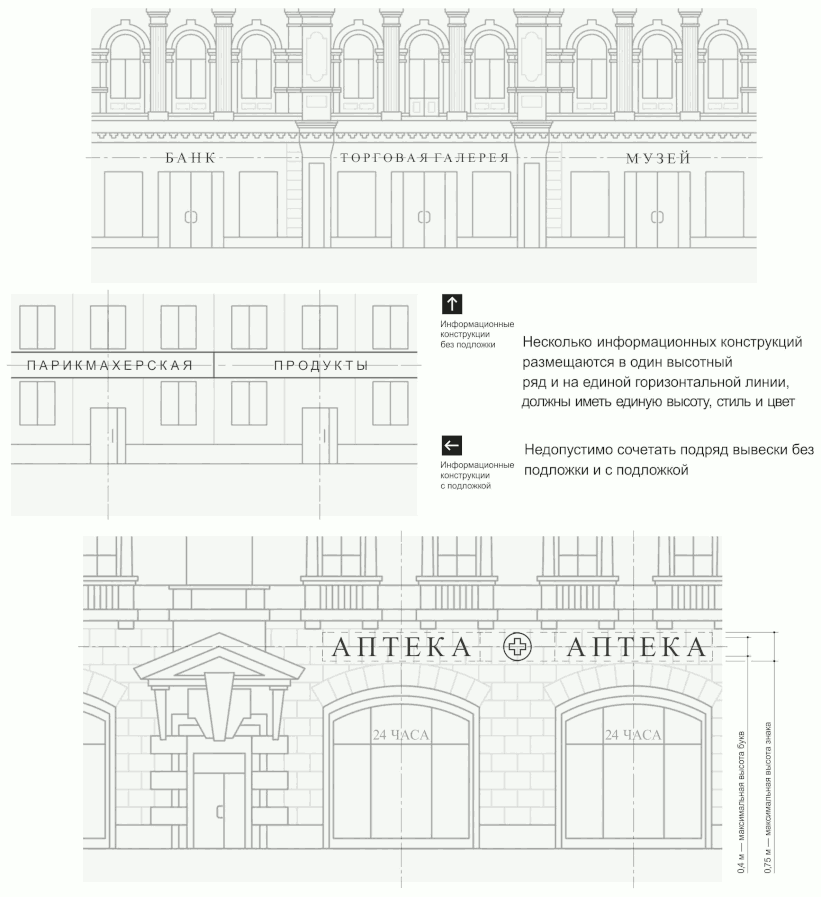 БАНК
ТОРГОВАЯ ГАЛЕРЕЯ
МУЗЕЙ
ПАРИКМАХЕРСКАЯ
ПРОДУКТЫ
Информационные
конструкции
без подложки
Несколько информационных конструкций
размещаются в один высотный
ряд и на единой горизонтальной линии,
должны иметь единую высоту, стиль и цвет
Информационные
конструкции
с подложкой
Недопустимо сочетать подряд вывески без
подложки и с подложкой
АПТЕКА
АПТЕКА
24 ЧАСА
24 ЧАСА
0,4 м — максимальная высота букв
0,75 м — максимальная высота знака